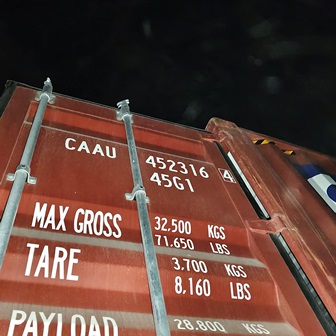 CAAU 452316 4
45G1
MAX GROSS 32,500 KGS
71,650 LBS
TARE 3,700 KGS
8,160 LBS
PAYLOAD 28,800 KGS